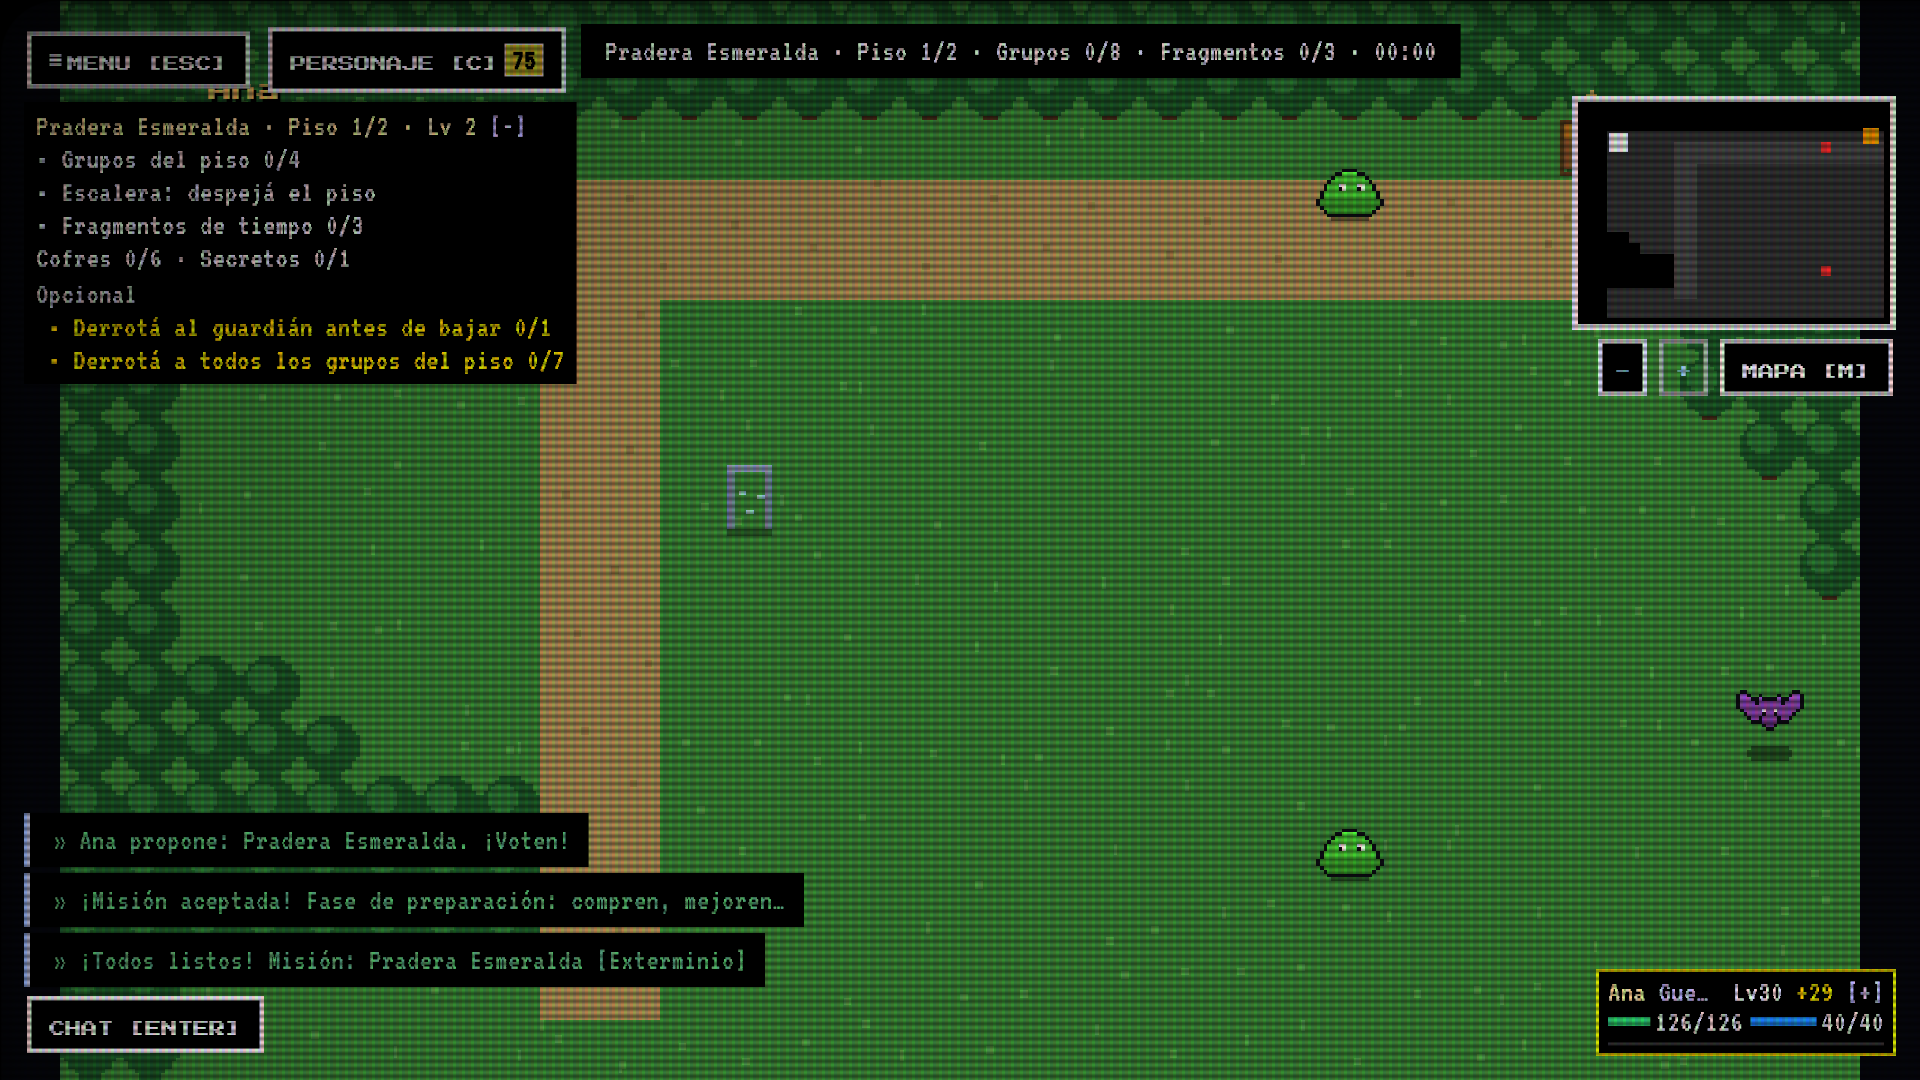 ≡MENU [ESC]
PERSONAJE [C] 75
Pradera Esmeralda · Piso 1/2 · Grupos 0/8 · Fragmentos 0/3 · 00:00
Ana
Pradera Esmeralda · Piso 1/2 · Lv 2 [-]
· Grupos del piso 0/4
· Escalera: despejá el piso
· Fragmentos de tiempo 0/3
Cofres 0/6 · Secretos 0/1
Opcional
· Derrotá al guardián antes de bajar 0/1
· Derrotá a todos los grupos del piso 0/7
- + MAPA [M]
» Ana propone: Pradera Esmeralda. ¡Voten!
» ¡Misión aceptada! Fase de preparación: compren, mejoren…
» ¡Todos listos! Misión: Pradera Esmeralda [Exterminio]
CHAT [ENTER]
Ana Gue… Lv30 +29 [+]
126/126 40/40